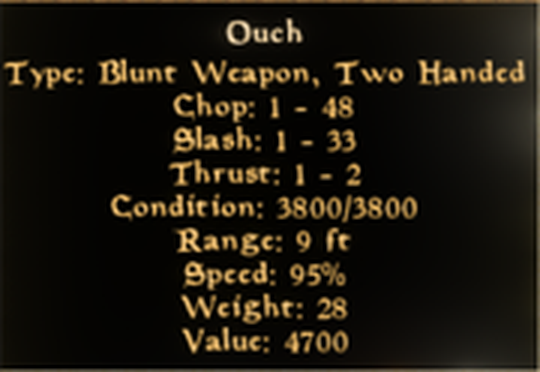 Ouch
Type: Blunt Weapon, Two Handed
Chop: 1 - 48
Slash: 1 - 33
Thrust: 1 - 2
Condition: 3800/3800
Range: 9 ft
Speed: 95%
Weight: 28
Value: 4700